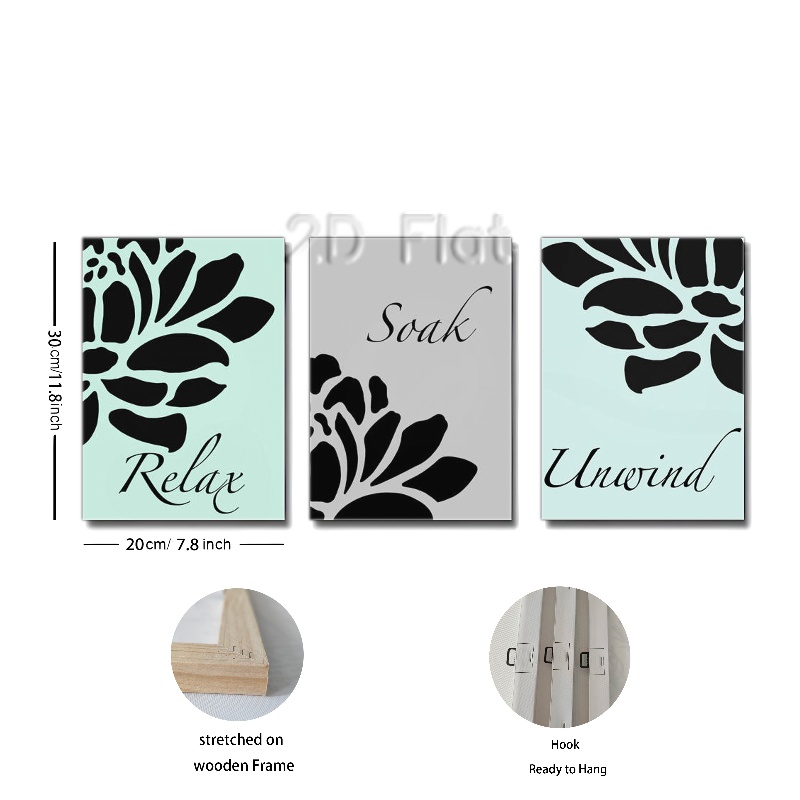 2D Flat
Relax
Soak
Unwind
30cm/11.8inch
20cm/ 7.8 inch
stretched on
wooden Frame
Hook
Ready to Hang